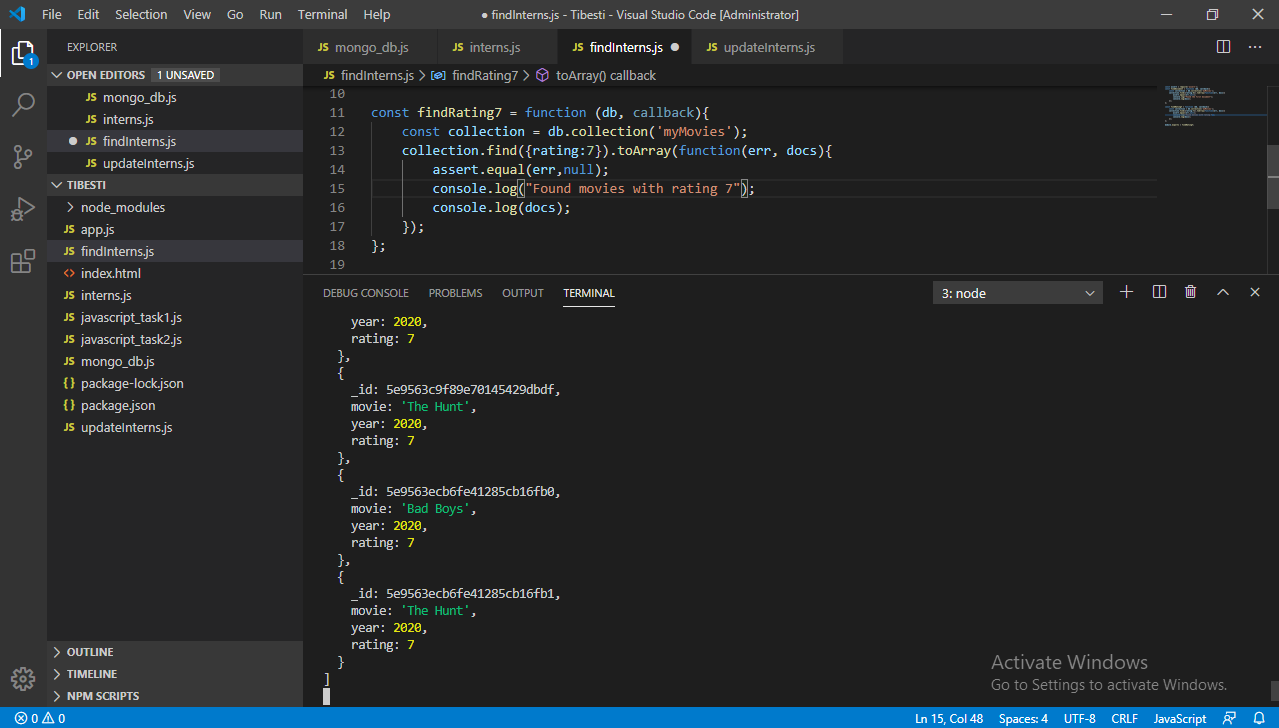 File Edit Selection View Go Run Terminal Help ● findInterns.js - Tibesti - Visual Studio Code [Administrator]
EXPLORER
OPEN EDITORS 1 UNSAVED
JS mongo_db.js
JS interns.js
● JS findInterns.js
JS updateInterns.js
TIBESTI
node_modules
JS app.js
JS findInterns.js
<> index.html
JS interns.js
JS javascript_task1.js
JS javascript_task2.js
JS mongo_db.js
{} package-lock.json
{} package.json
JS updateInterns.js
OUTLINE
TIMELINE
NPM SCRIPTS
1
JS mongo_db.js JS interns.js JS findInterns.js ● JS updateInterns.js
JS findInterns.js > findRating7 > toArray() callback
10
11 const findRating7 = function (db, callback){
12 const collection = db.collection('myMovies');
13 collection.find({rating:7}).toArray(function(err, docs){
14 assert.equal(err,null);
15 console.log("Found movies with rating 7");
16 console.log(docs);
17 });
18 };
19
DEBUG CONSOLE PROBLEMS OUTPUT TERMINAL 3: node
year: 2020,
rating: 7
},
{
_id: 5e9563c9f89e70145429dbdf,
movie: 'The Hunt',
year: 2020,
rating: 7
},
{
_id: 5e9563ecb6fe41285cb16fb0,
movie: 'Bad Boys',
year: 2020,
rating: 7
},
{
_id: 5e9563ecb6fe41285cb16fb1,
movie: 'The Hunt',
year: 2020,
rating: 7
}
]
Activate Windows
Go to Settings to activate Windows.
0 0 Ln 15, Col 48 Spaces: 4 UTF-8 CRLF JavaScript